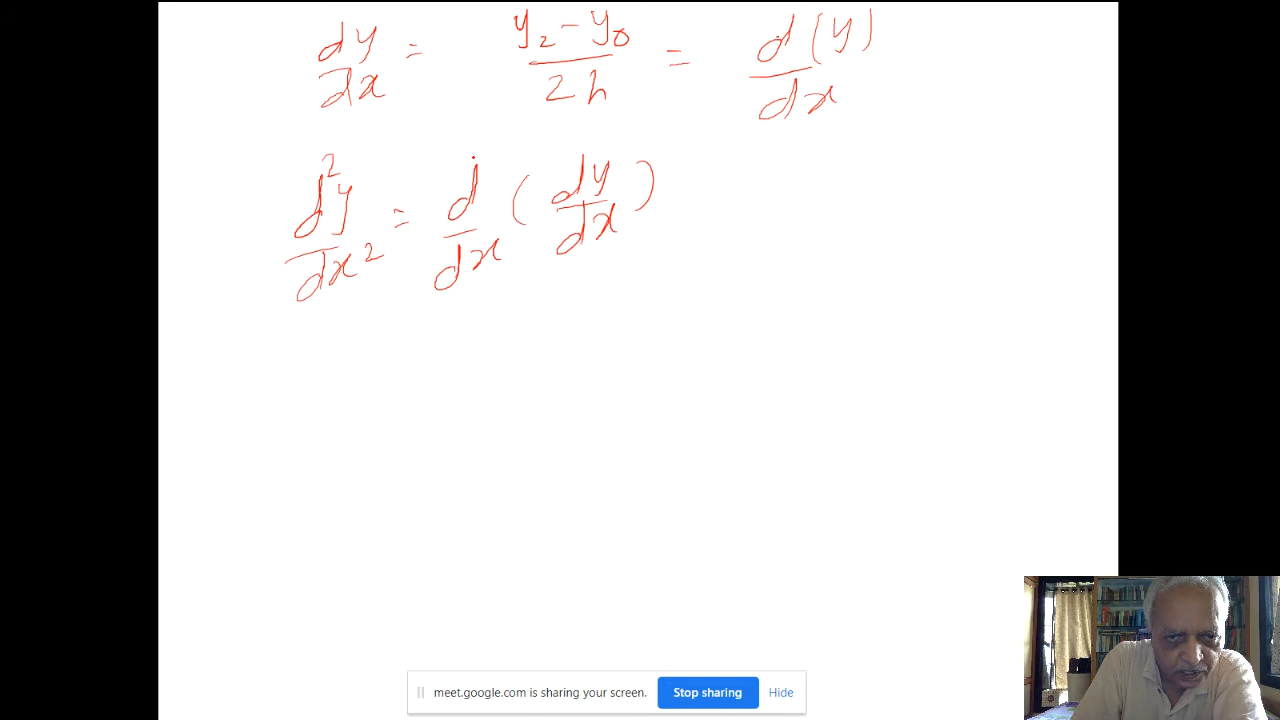 dy/dx = (y₂ - y₀)/2h = d(y)/dx
d²y/dx² = d/dx (dy/dx)
meet.google.com is sharing your screen. Stop sharing Hide